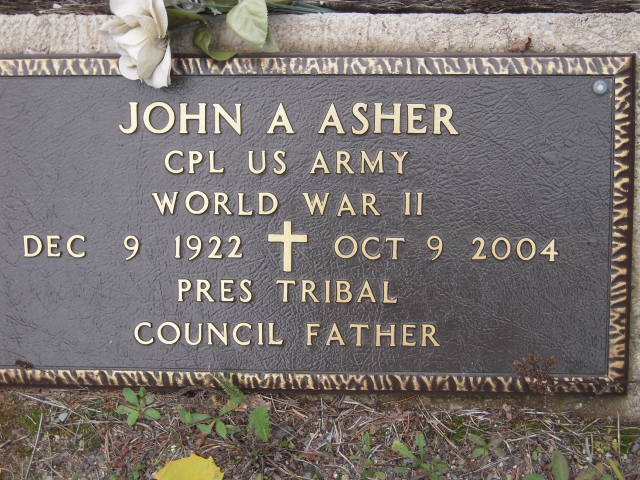 JOHN A ASHER
CPL US ARMY
WORLD WAR II
DEC 9 1922 OCT 9 2004
PRES TRIBAL
COUNCIL FATHER